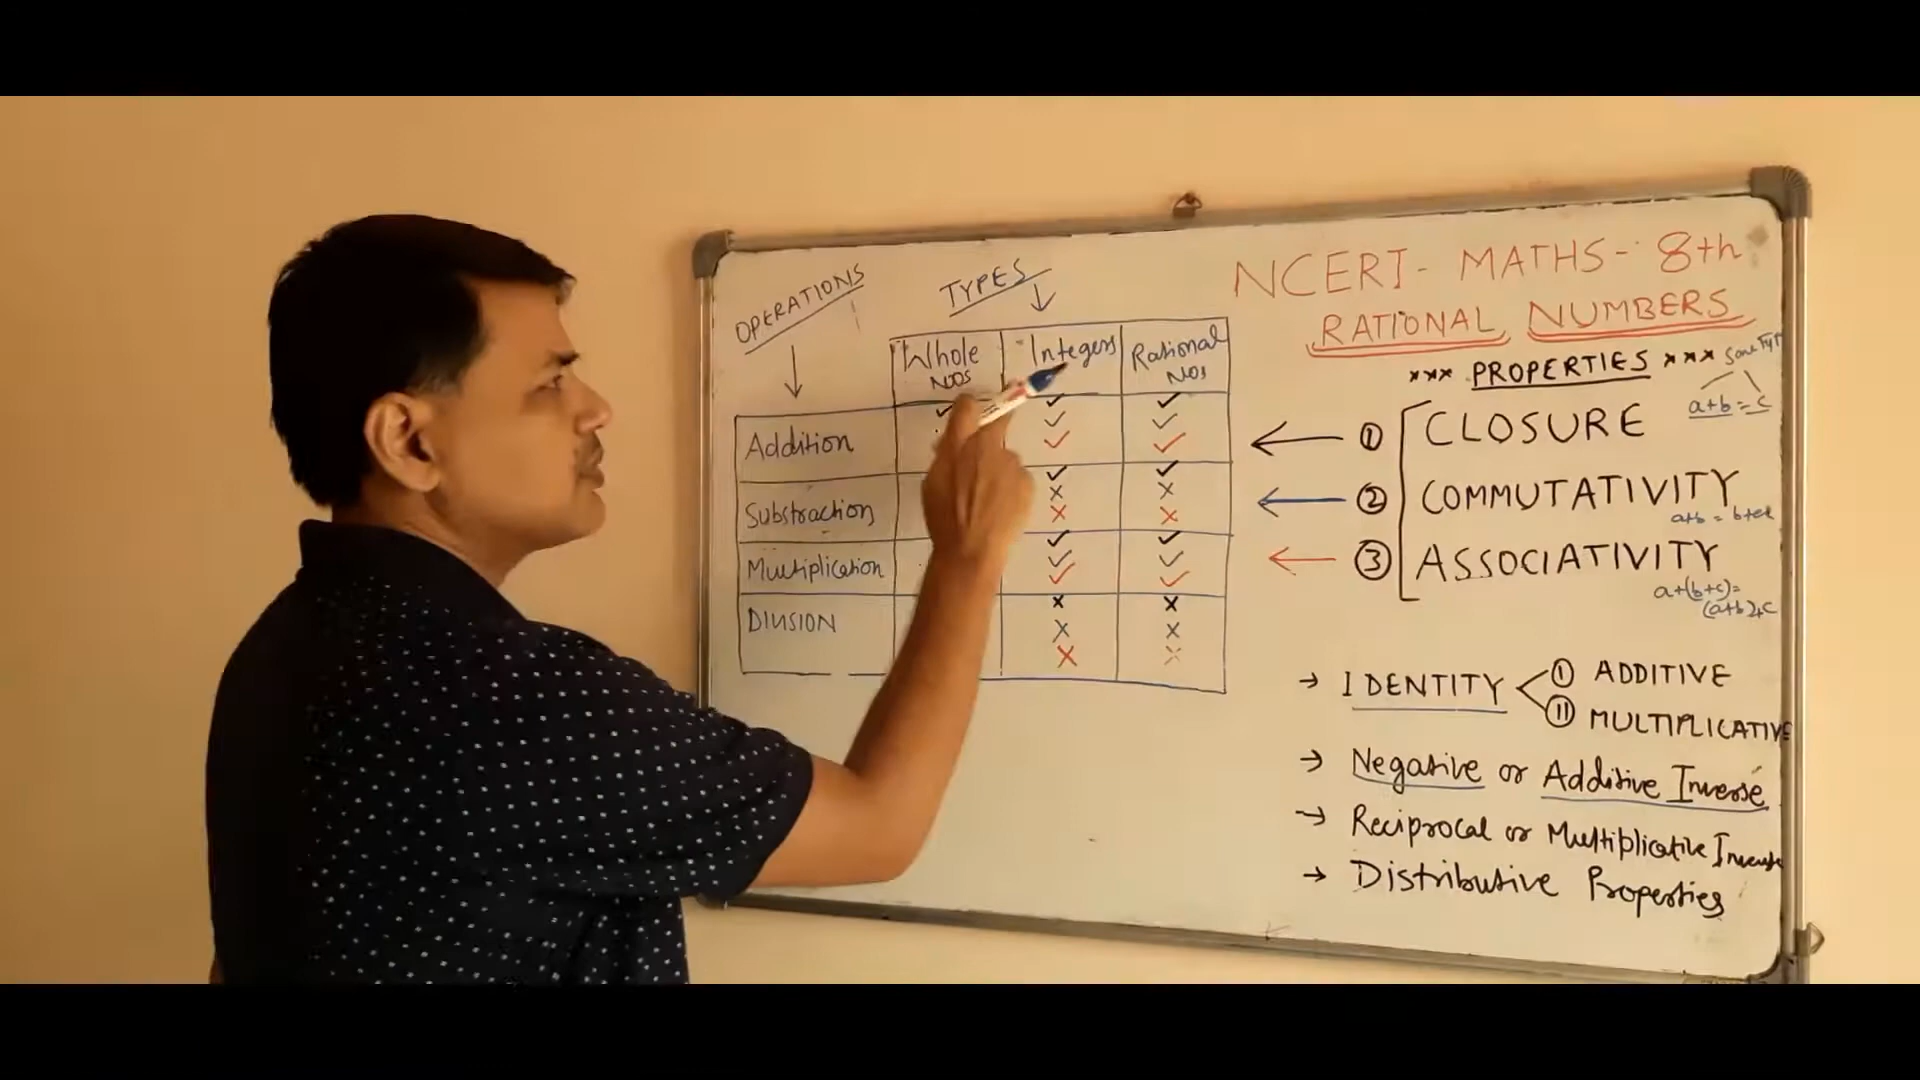 OPERATIONS
TYPES
Whole Nos
Integers
Rational Nos
Addition
Substraction
Multiplication
DIVISION
NCERT - MATHS - 8th
RATIONAL NUMBERS
××× PROPERTIES ×××
a+b = c
① CLOSURE
② COMMUTATIVITY
③ ASSOCIATIVITY
a+(b+c)=
(a+b)+c
→ IDENTITY
① ADDITIVE
⑪ MULTIPLICATIVE
→ Negative or Additive Inverse
→ Reciprocal or Multiplicative Inverse
→ Distributive Properties